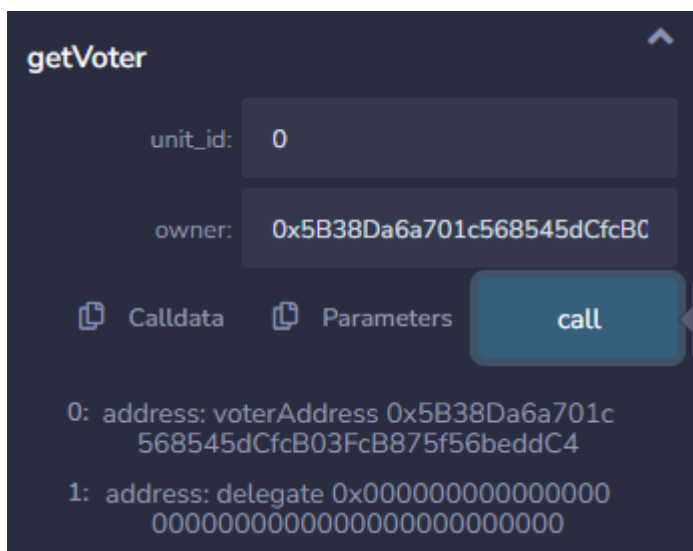 getVoter
unit_id: 0
owner: 0x5B38Da6a701c568545dCfcB0
Calldata Parameters call
0: address: voterAddress 0x5B38Da6a701c
568545dCfcB03FcB875f56beddC4
1: address: delegate 0x000000000000000
0000000000000000000000000